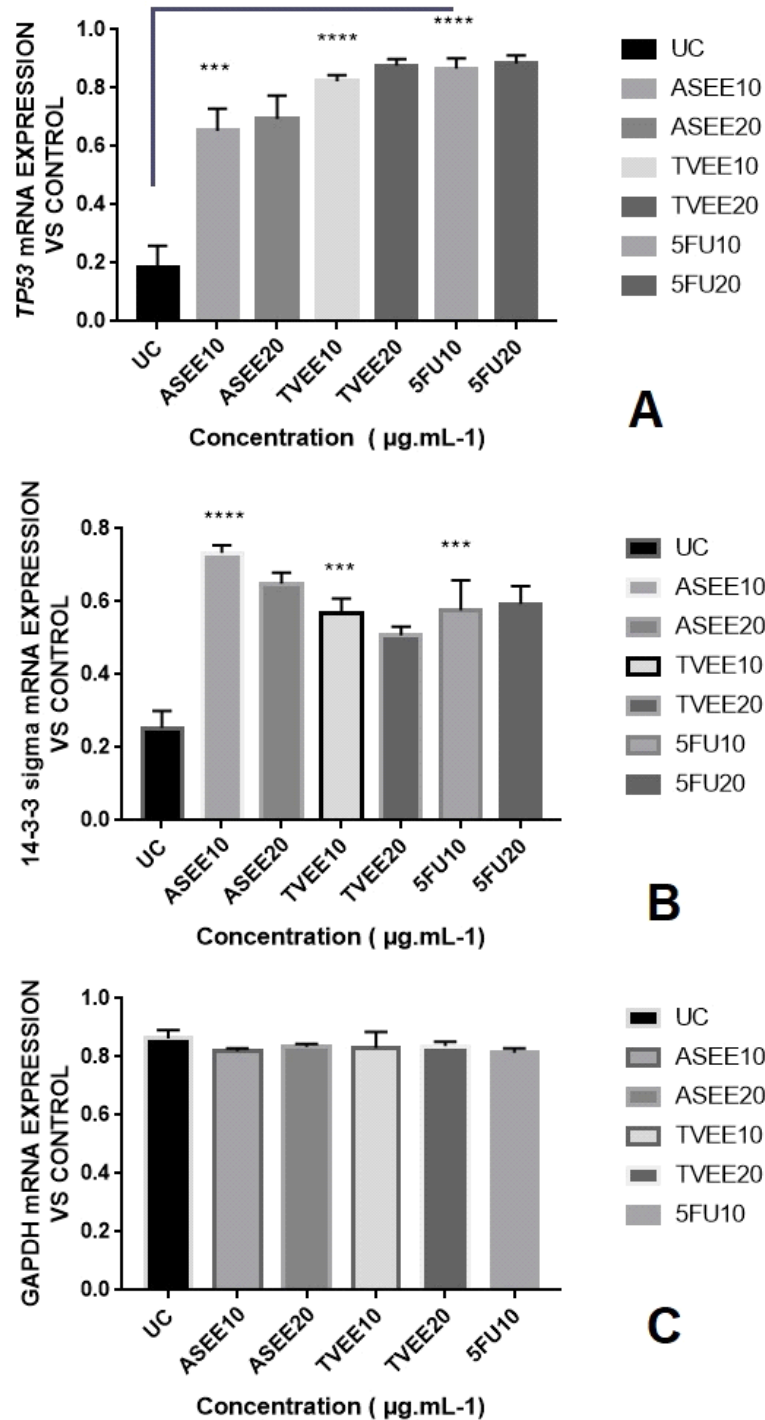 TP53 mRNA EXPRESSION
VS CONTROL
1.0
0.8
0.6
0.4
0.2
0.0
***
****
****
UC
ASEE10
ASEE20
TVEE10
TVEE20
5FU10
5FU20
Concentration ( µg.mL-1)
UC
ASEE10
ASEE20
TVEE10
TVEE20
5FU10
5FU20
A
14-3-3 sigma mRNA EXPRESSION
VS CONTROL
0.8
0.6
0.4
0.2
0.0
****
***
***
UC
ASEE10
ASEE20
TVEE10
TVEE20
5FU10
5FU20
Concentration ( µg.mL-1)
UC
ASEE10
ASEE20
TVEE10
TVEE20
5FU10
5FU20
B
GAPDH mRNA EXPRESSION
VS CONTROL
1.0
0.8
0.6
0.4
0.2
0.0
UC
ASEE10
ASEE20
TVEE10
TVEE20
5FU10
Concentration ( µg.mL-1)
UC
ASEE10
ASEE20
TVEE10
TVEE20
5FU10
C